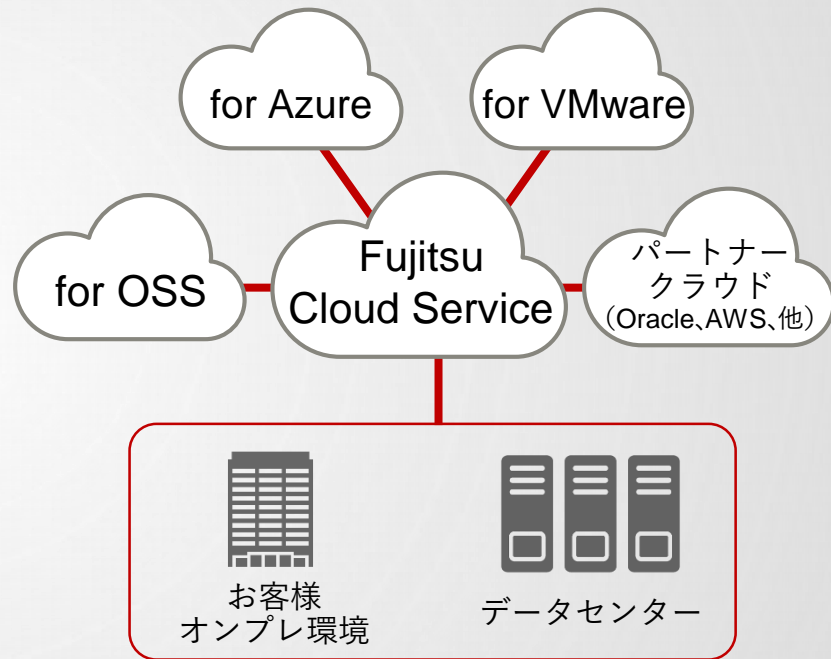 for Azure
for VMware
for OSS
Fujitsu
Cloud Service
パートナー
クラウド
（Oracle、AWS、他）
お客様
オンプレ環境
データセンター